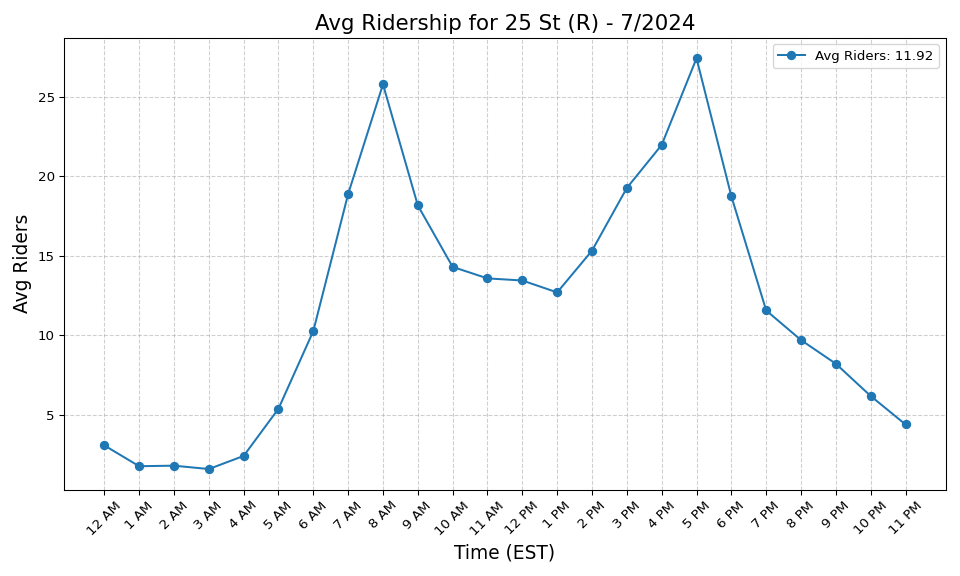 Avg Ridership for 25 St (R) - 7/2024
Avg Riders: 11.92
Avg Riders
25
20
15
10
5
12 AM
1 AM
2 AM
3 AM
4 AM
5 AM
6 AM
7 AM
8 AM
9 AM
10 AM
11 AM
12 PM
1 PM
2 PM
3 PM
4 PM
5 PM
6 PM
7 PM
8 PM
9 PM
10 PM
11 PM
Time (EST)